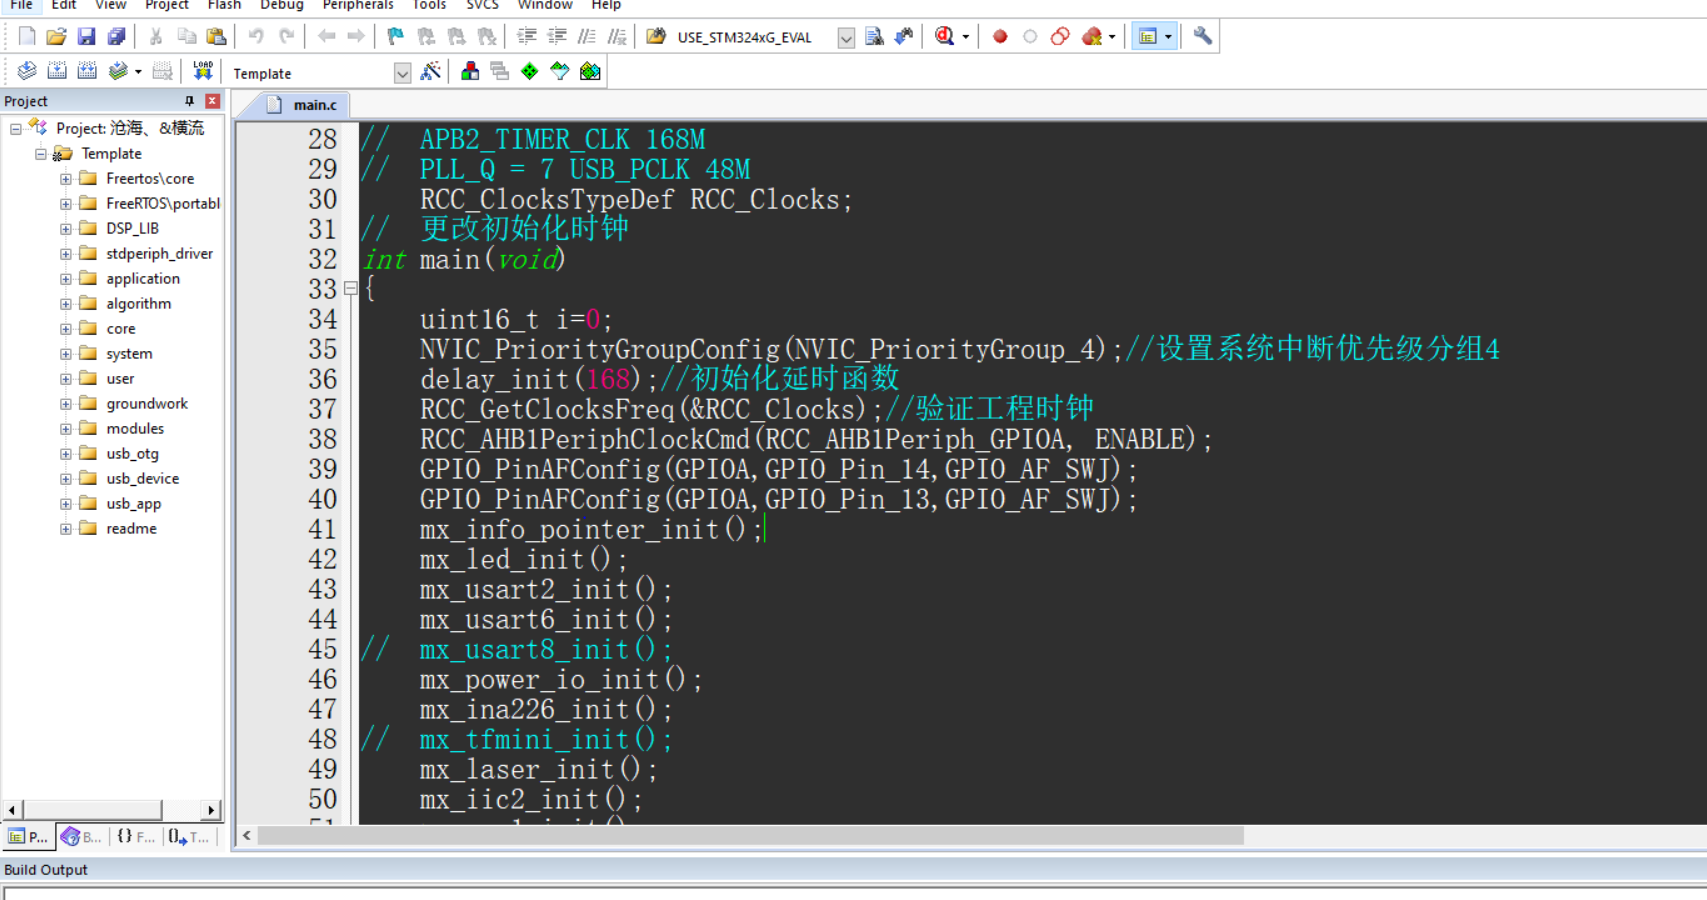 File Edit View Project Flash Debug Peripherals Tools SVCS Window Help
USE_STM324xG_EVAL
LOAD
Template
Project
main.c
Project: 沧海、&横流
Template
Freertos\core
FreeRTOS\portabl
DSP_LIB
stdperiph_driver
application
algorithm
core
system
user
groundwork
modules
usb_otg
usb_device
usb_app
readme
28 // APB2_TIMER_CLK 168M
29 // PLL_Q = 7 USB_PCLK 48M
30 RCC_ClocksTypeDef RCC_Clocks;
31 // 更改初始化时钟
32 int main(void)
33 {
34 uint16_t i=0;
35 NVIC_PriorityGroupConfig(NVIC_PriorityGroup_4);//设置系统中断优先级分组4
36 delay_init(168);//初始化延时函数
37 RCC_GetClocksFreq(&RCC_Clocks);//验证工程时钟
38 RCC_AHB1PeriphClockCmd(RCC_AHB1Periph_GPIOA, ENABLE);
39 GPIO_PinAFConfig(GPIOA,GPIO_Pin_14,GPIO_AF_SWJ);
40 GPIO_PinAFConfig(GPIOA,GPIO_Pin_13,GPIO_AF_SWJ);
41 mx_info_pointer_init();
42 mx_led_init();
43 mx_usart2_init();
44 mx_usart6_init();
45 // mx_usart8_init();
46 mx_power_io_init();
47 mx_ina226_init();
48 // mx_tfmini_init();
49 mx_laser_init();
50 mx_iic2_init();
P... B... {} F... T...
Build Output